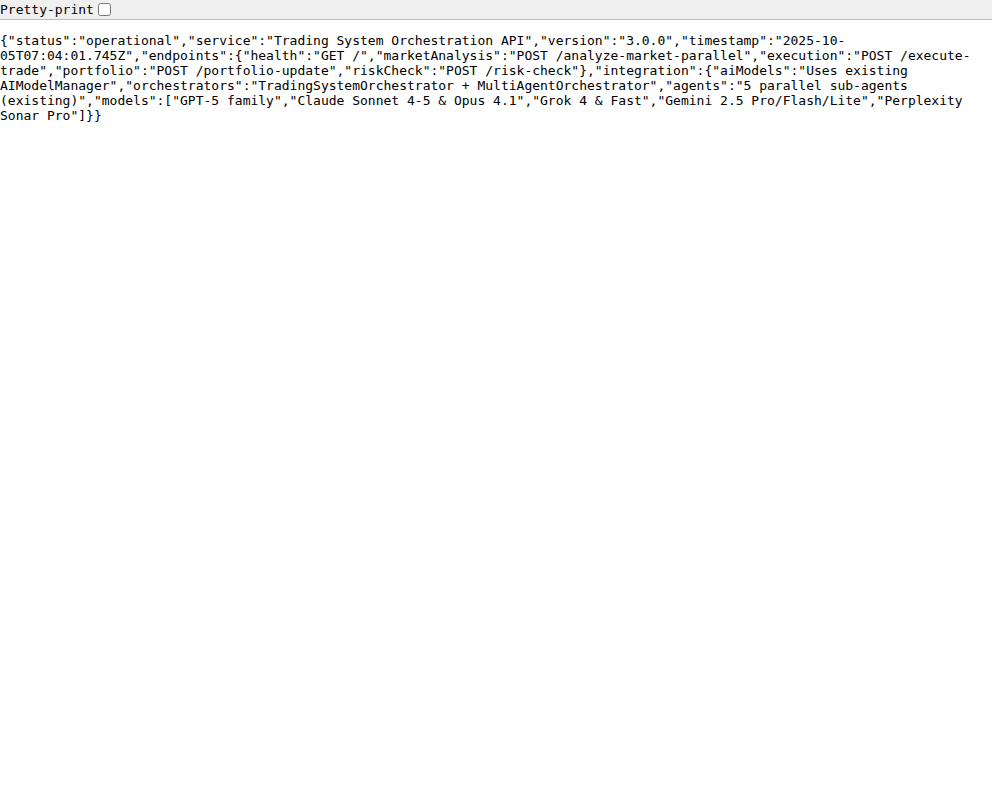 Pretty-print
{"status":"operational","service":"Trading System Orchestration API","version":"3.0.0","timestamp":"2025-10-
05T07:04:01.745Z","endpoints":{"health":"GET /","marketAnalysis":"POST /analyze-market-parallel","execution":"POST /execute-
trade","portfolio":"POST /portfolio-update","riskCheck":"POST /risk-check"},"integration":{"aiModels":"Uses existing
AIModelManager","orchestrators":"TradingSystemOrchestrator + MultiAgentOrchestrator","agents":"5 parallel sub-agents
(existing)","models":["GPT-5 family","Claude Sonnet 4-5 & Opus 4.1","Grok 4 & Fast","Gemini 2.5 Pro/Flash/Lite","Perplexity
Sonar Pro"]}}